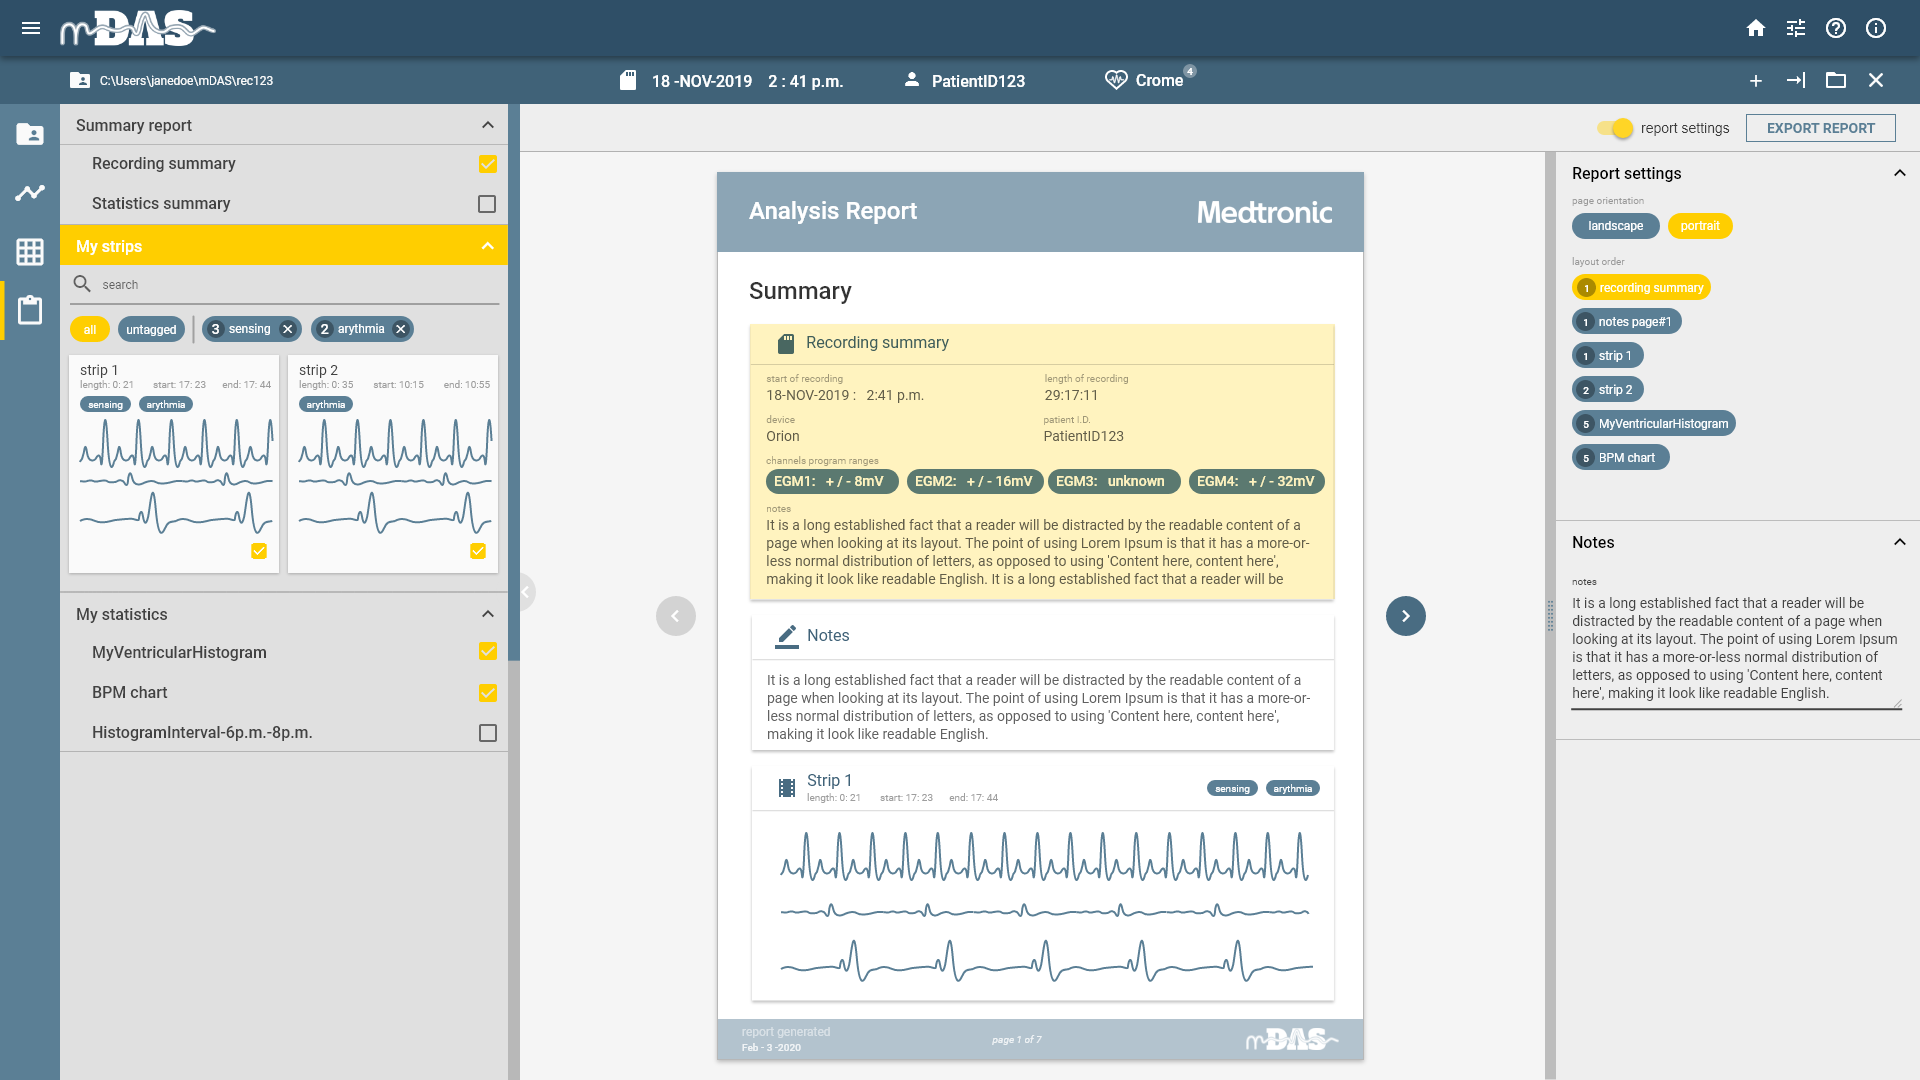 mDAS
C:\Users\janedoe\mDAS\rec123
18 -NOV-2019 2 : 41 p.m.
PatientID123
Crome 4
Summary report
Recording summary
Statistics summary
My strips
search
all
untagged
3 sensing
2 arythmia
strip 1
length: 0: 21 start: 17: 23 end: 17: 44
sensing arythmia
strip 2
length: 0: 35 start: 10:15 end: 10:55
arythmia
My statistics
MyVentricularHistogram
BPM chart
HistogramInterval-6p.m.-8p.m.
report settings
EXPORT REPORT
Analysis Report
Medtronic
Summary
Recording summary
start of recording
18-NOV-2019 : 2:41 p.m.
length of recording
29:17:11
device
Orion
patient I.D.
PatientID123
channels program ranges
EGM1: + / - 8mV
EGM2: + / - 16mV
EGM3: unknown
EGM4: + / - 32mV
notes
It is a long established fact that a reader will be distracted by the readable content of a
page when looking at its layout. The point of using Lorem Ipsum is that it has a more-or-
less normal distribution of letters, as opposed to using 'Content here, content here',
making it look like readable English. It is a long established fact that a reader will be
Notes
It is a long established fact that a reader will be distracted by the readable content of a
page when looking at its layout. The point of using Lorem Ipsum is that it has a more-or-
less normal distribution of letters, as opposed to using 'Content here, content here',
making it look like readable English.
Strip 1
length: 0: 21 start: 17: 23 end: 17: 44
sensing arythmia
report generated
Feb - 3 -2020
page 1 of 7
mDAS
Report settings
page orientation
landscape
portrait
layout order
1 recording summary
1 notes page#1
1 strip 1
2 strip 2
5 MyVentricularHistogram
5 BPM chart
Notes
notes
It is a long established fact that a reader will be
distracted by the readable content of a page when
looking at its layout. The point of using Lorem Ipsum
is that it has a more-or-less normal distribution of
letters, as opposed to using 'Content here, content
here', making it look like readable English.